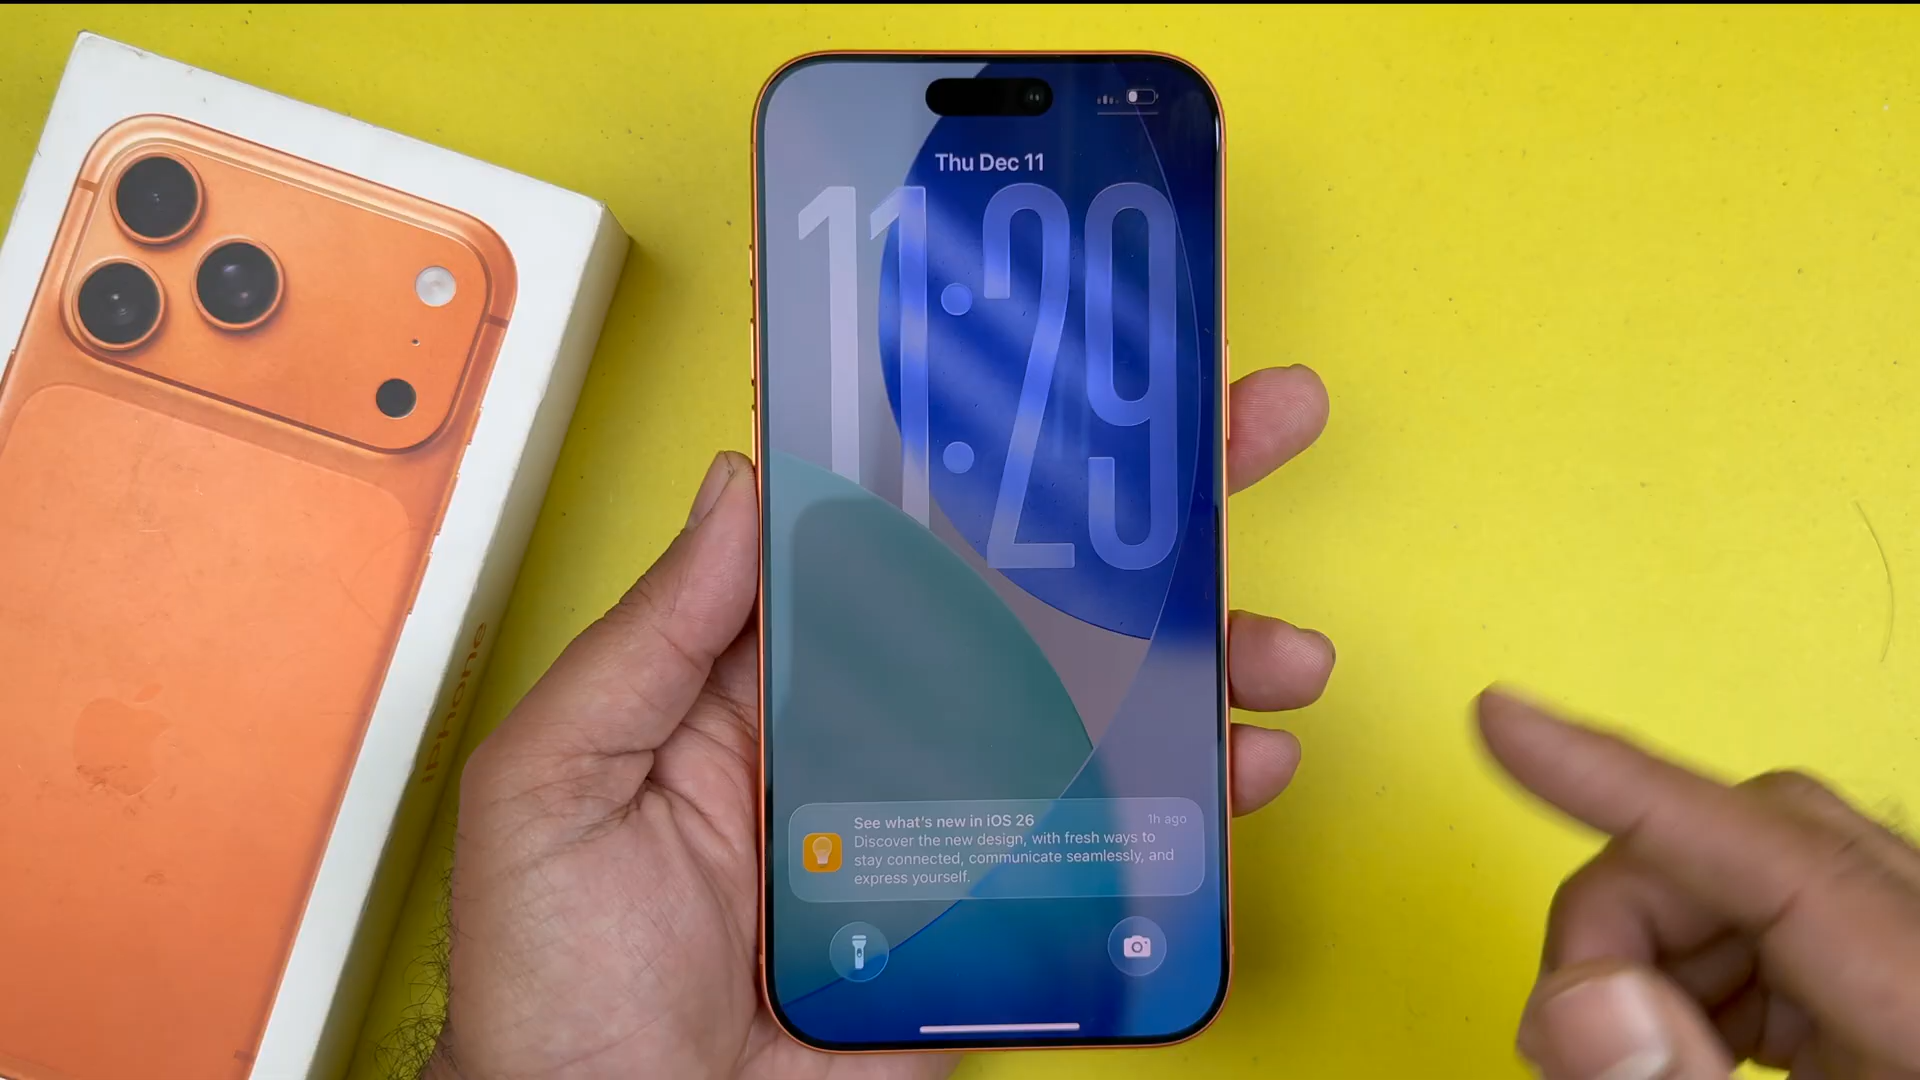 Thu Dec 11
11:29
See what's new in iOS 26
1h ago
Discover the new design, with fresh ways to
stay connected, communicate seamlessly, and
express yourself.
iPhone